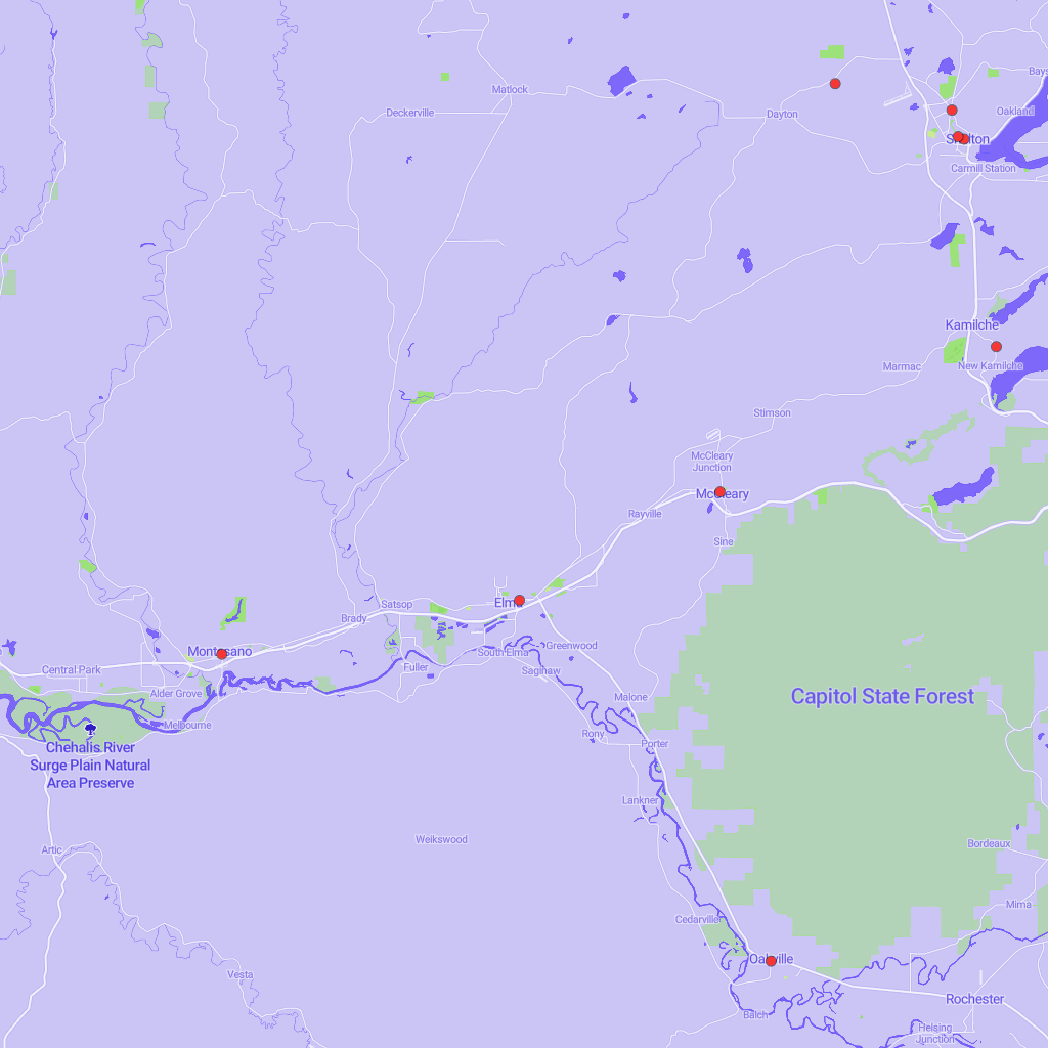 Matlock
Deckerville
Dayton
Bays
Oakland
Shelton
Carmill Station
Kamilche
Marmac
New Kamilche
Stimson
McCleary
Junction
McCleary
Rayville
Sine
Elma
Satsop
Brady
Montesano
Central Park
Fuller
South Elma
Greenwood
Saginaw
Alder Grove
Melbourne
Malone
Capitol State Forest
Rony
Porter
Chehalis River
Surge Plain Natural
Area Preserve
Lankner
Weikswood
Bordeaux
Artic
Mima
Cedarville
Oakville
Vesta
Rochester
Balch
Helsing
Junction